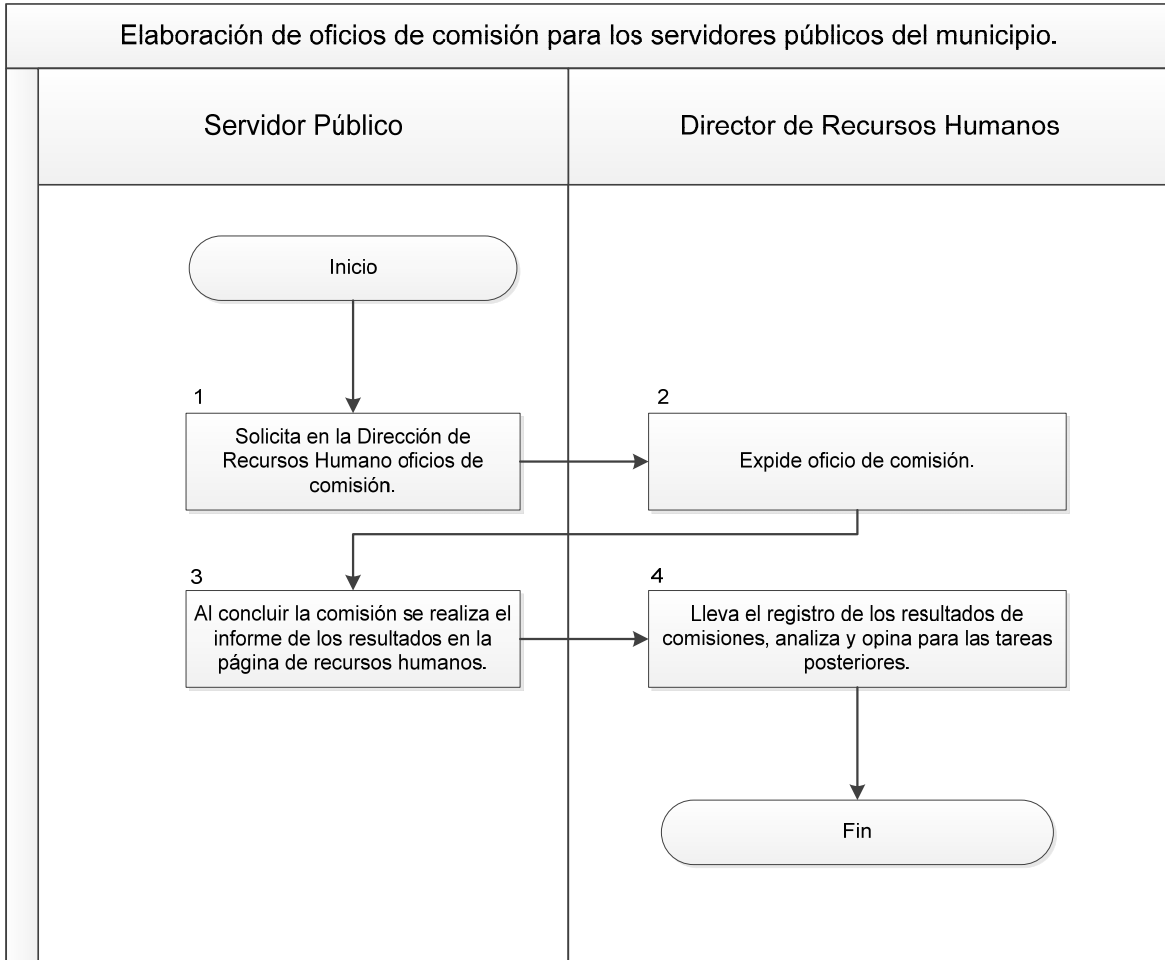 Elaboración de oficios de comisión para los servidores públicos del municipio.
Servidor Público
Director de Recursos Humanos
Inicio
1
Solicita en la Dirección de
Recursos Humano oficios de
comisión.
2
Expide oficio de comisión.
3
Al concluir la comisión se realiza el
informe de los resultados en la
página de recursos humanos.
4
Lleva el registro de los resultados de
comisiones, analiza y opina para las tareas
posteriores.
Fin